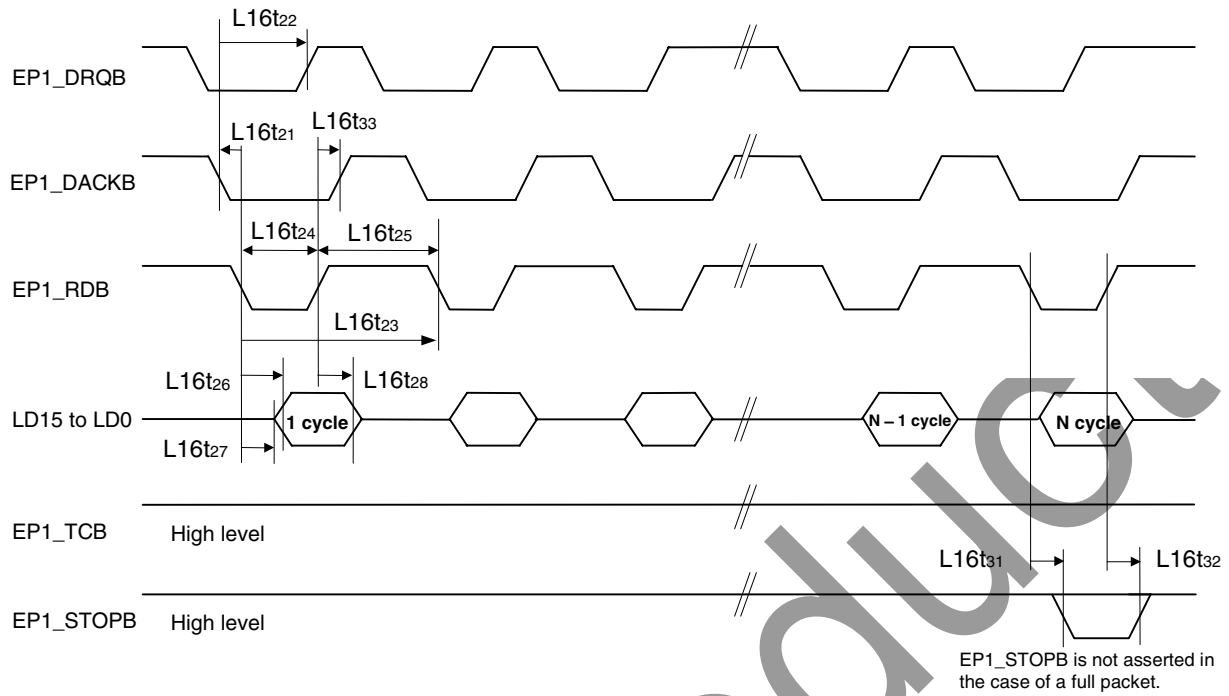 L16t22
EP1_DRQB
L16t21
L16t33
EP1_DACKB
L16t24
L16t25
EP1_RDB
L16t23
L16t26
L16t28
LD15 to LD0
1 cycle
N – 1 cycle
N cycle
L16t27
EP1_TCB
High level
L16t31
L16t32
EP1_STOPB
High level
EP1_STOPB is not asserted in
the case of a full packet.